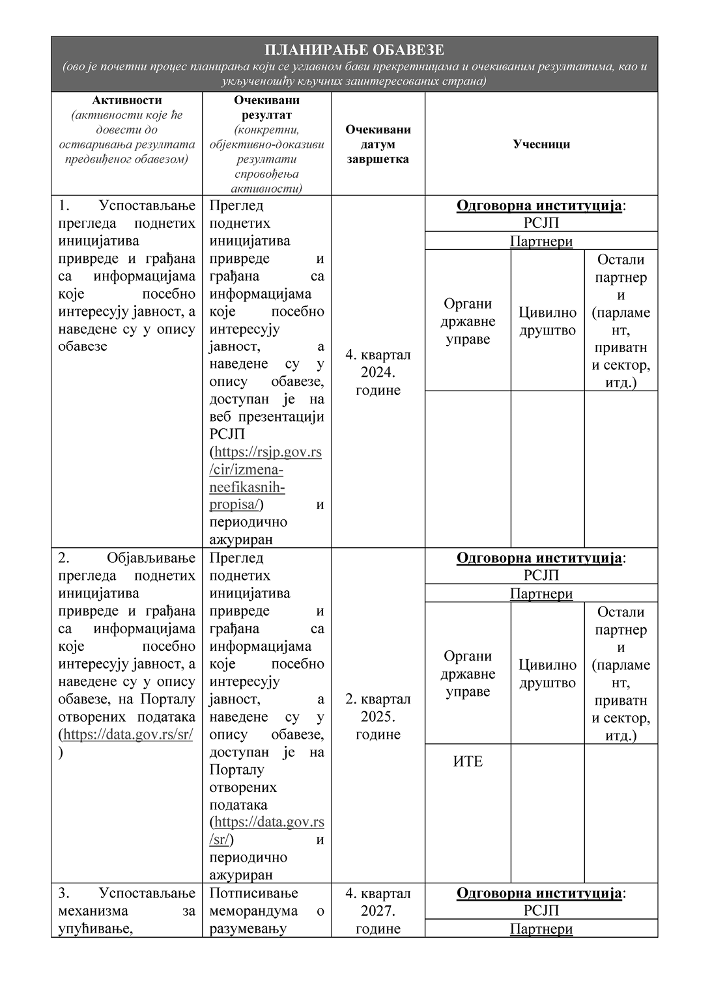 ПЛАНИРАЊЕ ОБАВЕЗЕ
(ово је почетни процес планирања који се углавном бави прекретницама и очекиваним резултатима, као и
укљученошћу кључних заинтересованих страна)
Активности
(активности које ће
довести до
остваривања резултата
предвиђеног обавезом)
Очекивани
резултат
(конкретни,
објективно-доказиви
резултати
спровођења
активности)
Очекивани
датум
завршетка
Учесници
1. Успостављање
прегледа поднетих
иницијатива
привреде и грађана
са информацијама
које посебно
интересују јавност, а
наведене су у опису
обавезе
Преглед
поднетих
иницијатива
привреде и
грађана са
информацијама
које посебно
интересују
јавност, а
наведене су у
опису обавезе,
доступан је на
веб презентацији
РСЈП
(https://rsjp.gov.rs
/cir/izmena-
neefikasnih-
propisa/) и
периодично
ажуриран
4. квартал
2024.
године
Одговорна институција:
РСЈП
Партнери
Органи
државне
управе
Цивилно
друштво
Остали
партнер
и
(парламе
нт,
приватн
и сектор,
итд.)
2. Објављивање
прегледа поднетих
иницијатива
привреде и грађана
са информацијама
које посебно
интересују јавност, а
наведене су у опису
обавезе, на Порталу
отворених података
(https://data.gov.rs/sr/
)
Преглед
поднетих
иницијатива
привреде и
грађана са
информацијама
које посебно
интересују
јавност, а
наведене су у
опису обавезе,
доступан је на
Порталу
отворених
података
(https://data.gov.rs
/sr/) и
периодично
ажуриран
2. квартал
2025.
године
Одговорна институција:
РСЈП
Партнери
Органи
државне
управе
Цивилно
друштво
Остали
партнер
и
(парламе
нт,
приватн
и сектор,
итд.)
ИТЕ
3. Успостављање
механизма за
упућивање,
Потписивање
меморандума о
разумевању
4. квартал
2027.
године
Одговорна институција:
РСЈП
Партнери